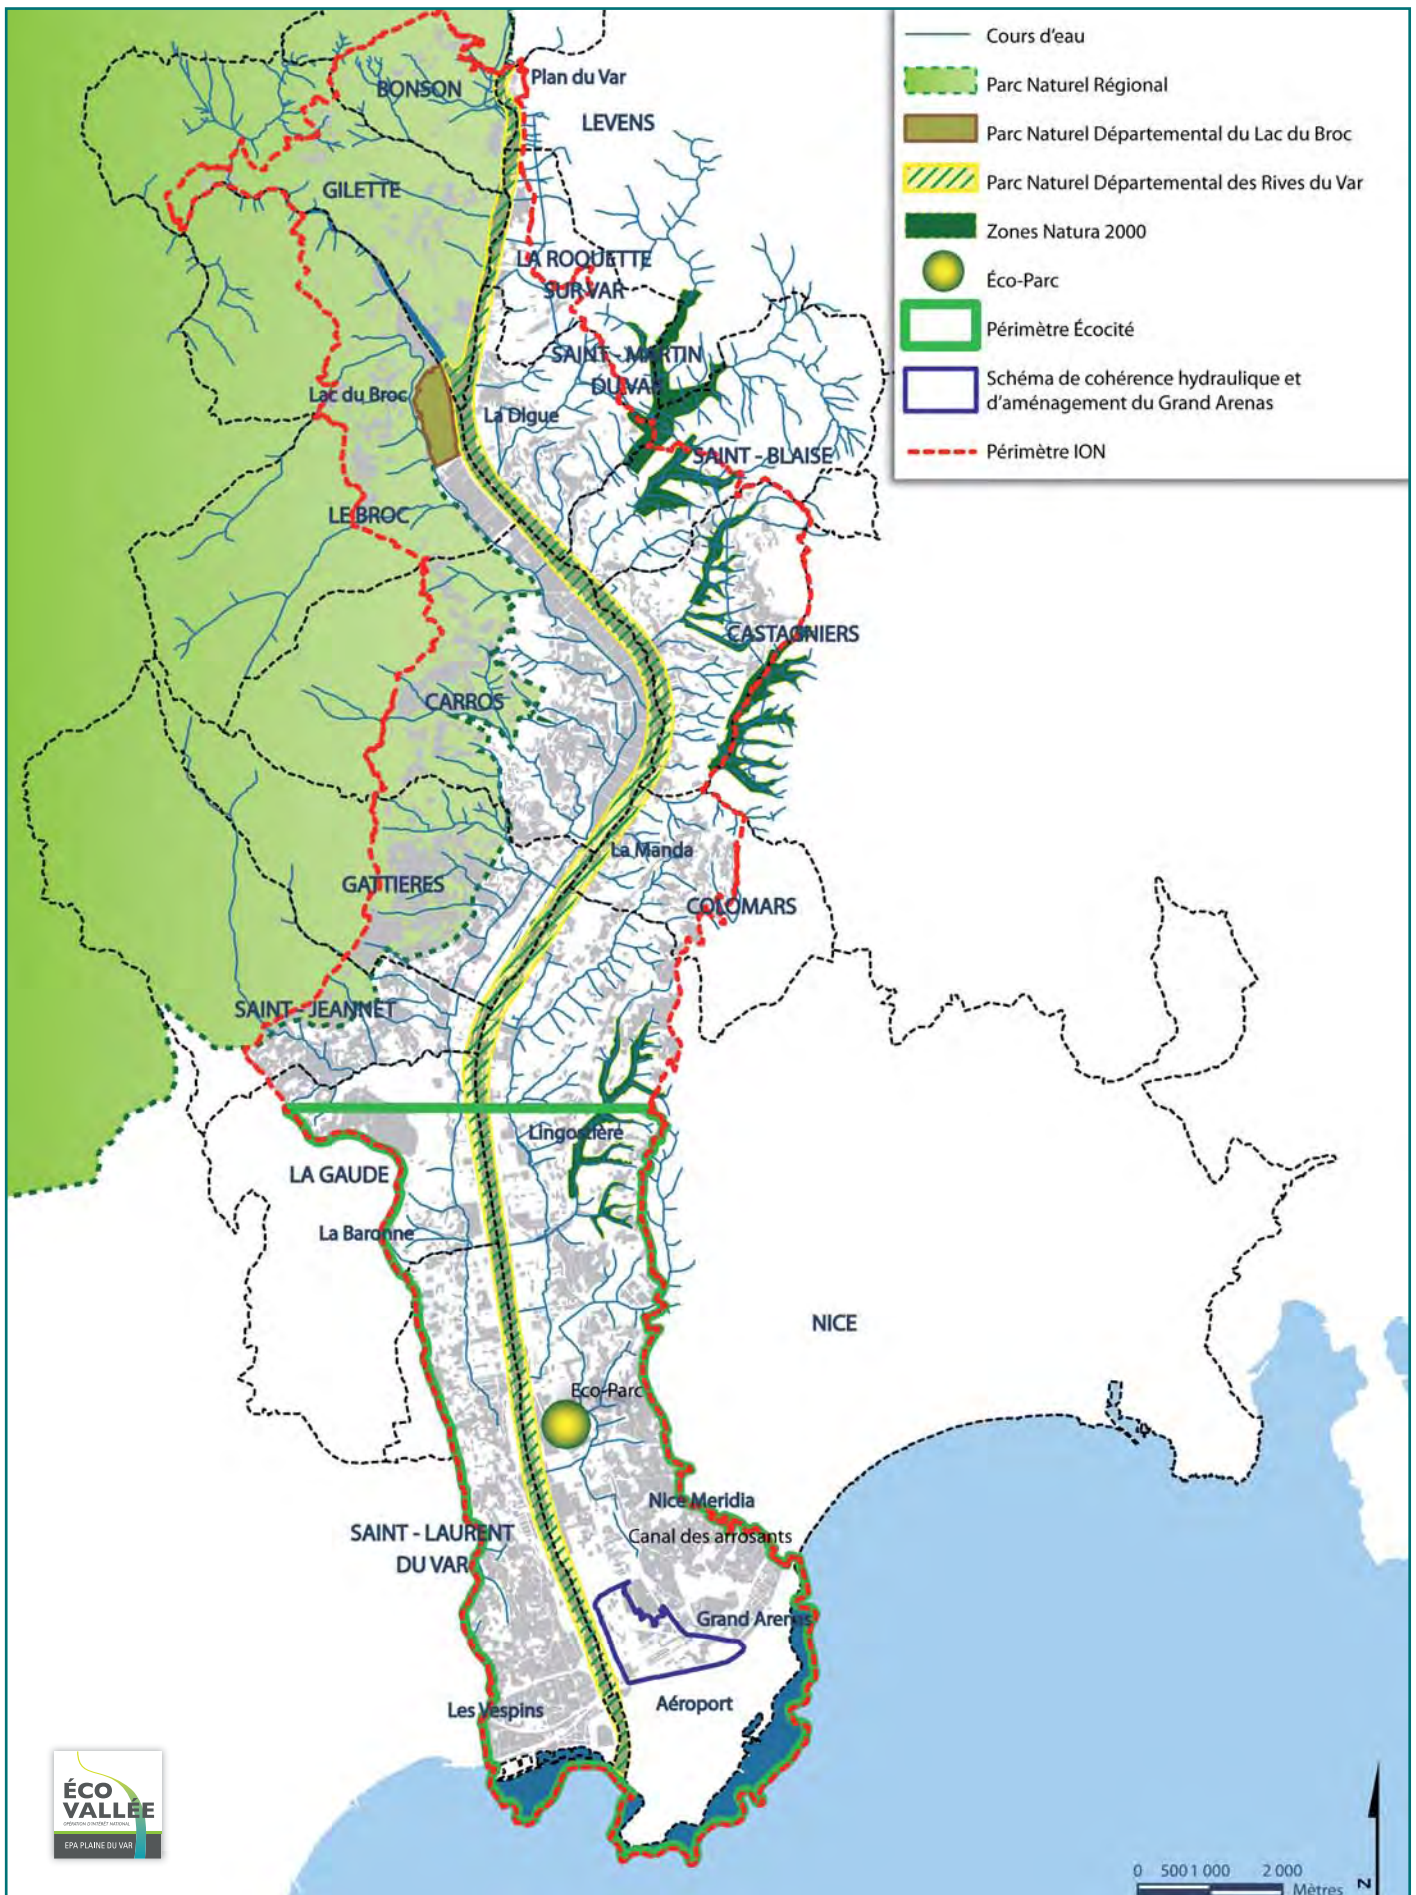 Cours d'eau
Parc Naturel Régional
Parc Naturel Départemental du Lac du Broc
Parc Naturel Départemental des Rives du Var
Zones Natura 2000
Éco-Parc
Périmètre Écocité
Schéma de cohérence hydraulique et
d'aménagement du Grand Arenas
Périmètre ION
Plan du Var
BONSON
LEVENS
GILETTE
LA ROQUETTE
SUR VAR
SAINT - MARTIN
DU VAR
Lac du Broc
La Digue
SAINT - BLAISE
LE BROC
CASTAGNIERS
CARROS
La Manda
GATTIERES
COLOMARS
SAINT - JEANNET
Lingostière
LA GAUDE
La Baronne
NICE
Eco-Parc
Nice Meridia
SAINT - LAURENT
DU VAR
Canal des arrosants
Grand Arenas
Aéroport
Les Vespins
ÉCO
VALLÉE
OPÉRATION D'INTÉRÊT NATIONAL
EPA PLAINE DU VAR
0 500 1 000 2 000
Mètres
N